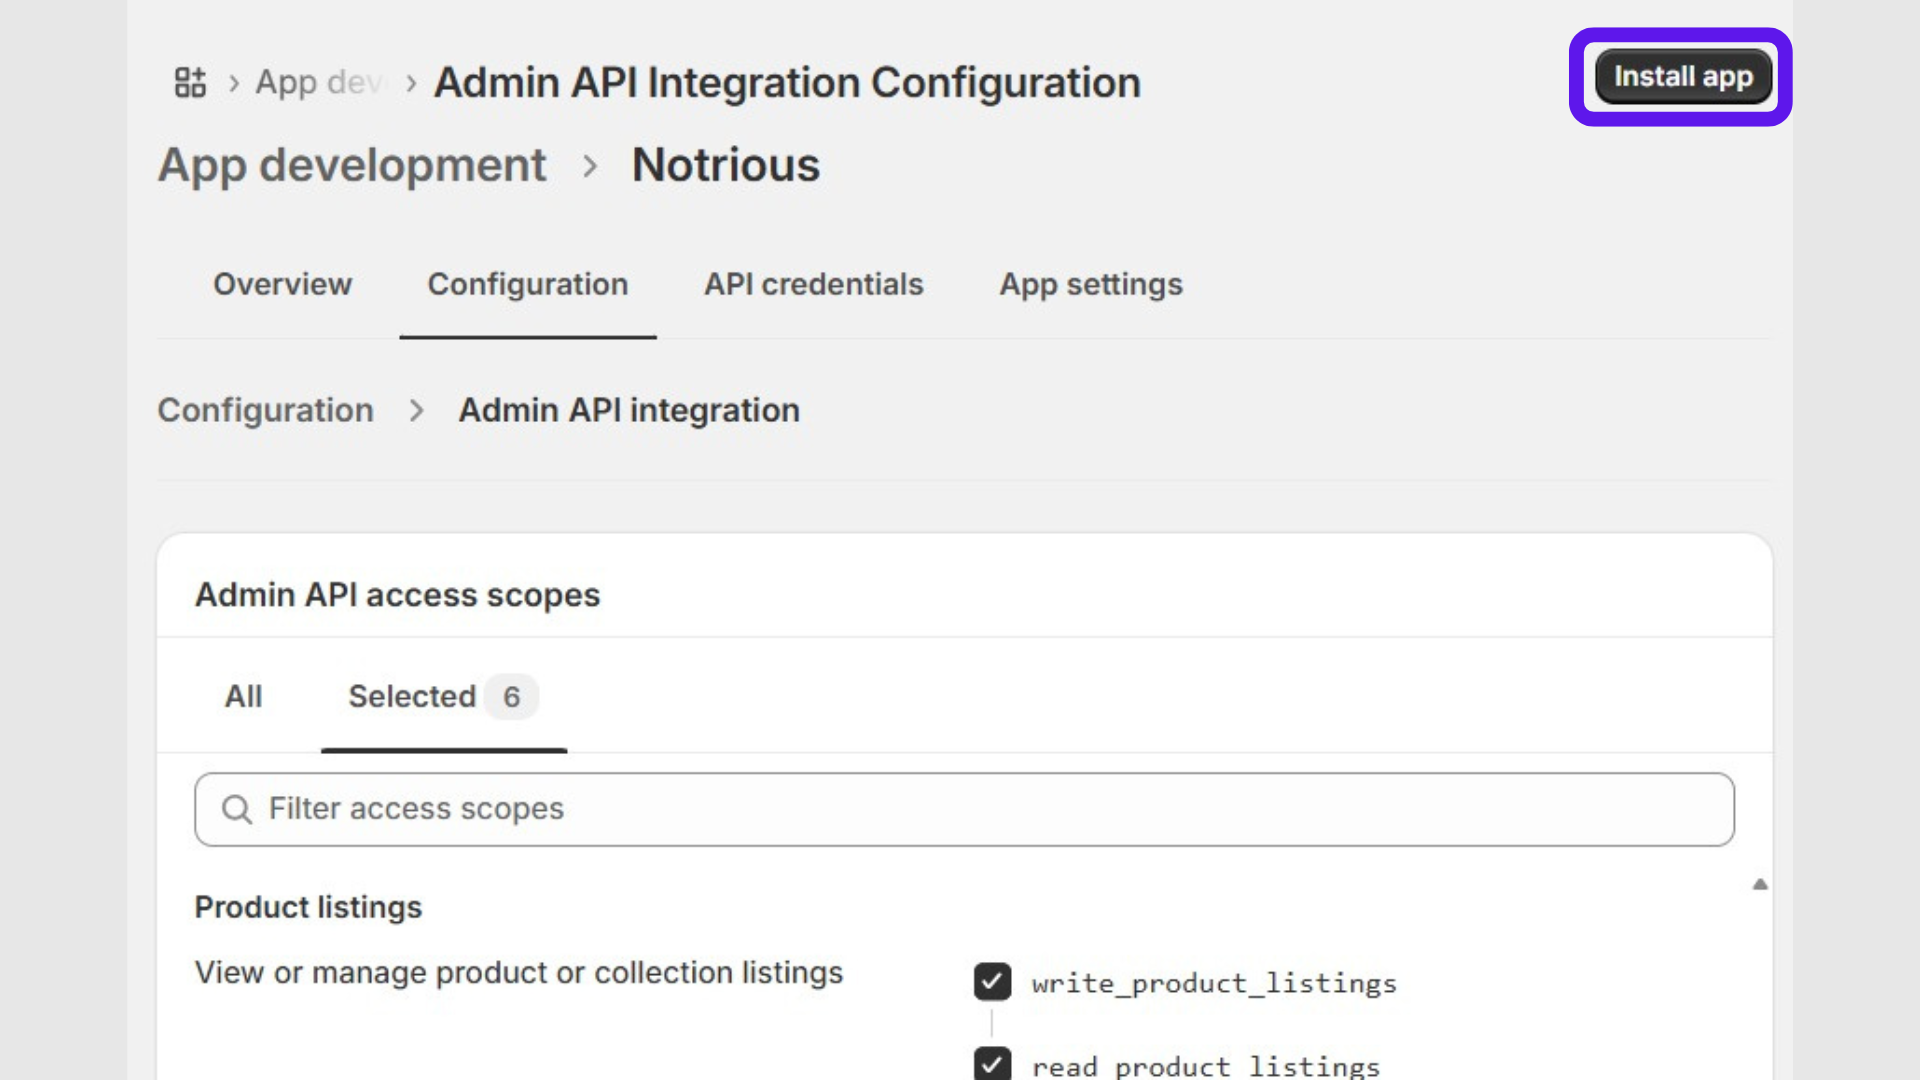 App dev > Admin API Integration Configuration
Install app
App development > Notrious
Overview Configuration API credentials App settings
Configuration > Admin API integration
Admin API access scopes
All Selected 6
Filter access scopes
Product listings
View or manage product or collection listings
write_product_listings
read_product_listings